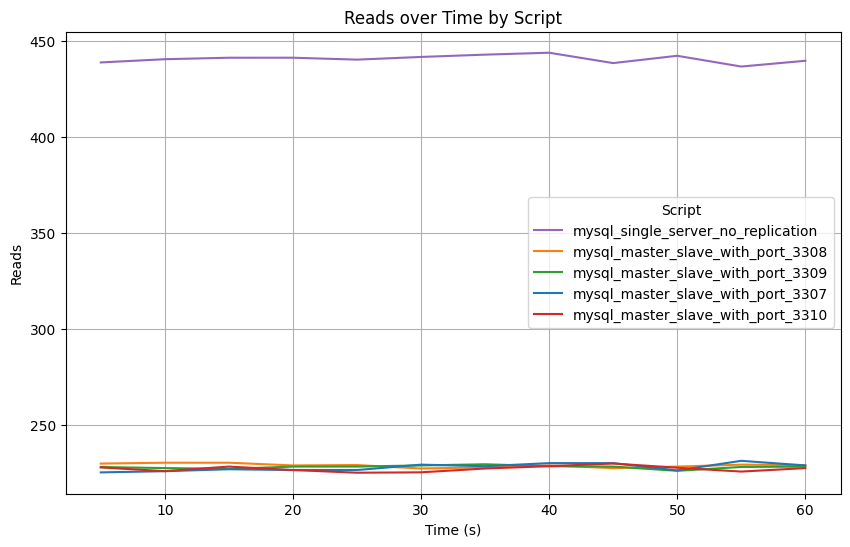 Reads over Time by Script
450
400
350
300
250
Reads
Script
mysql_single_server_no_replication
mysql_master_slave_with_port_3308
mysql_master_slave_with_port_3309
mysql_master_slave_with_port_3307
mysql_master_slave_with_port_3310
10 20 30 40 50 60
Time (s)